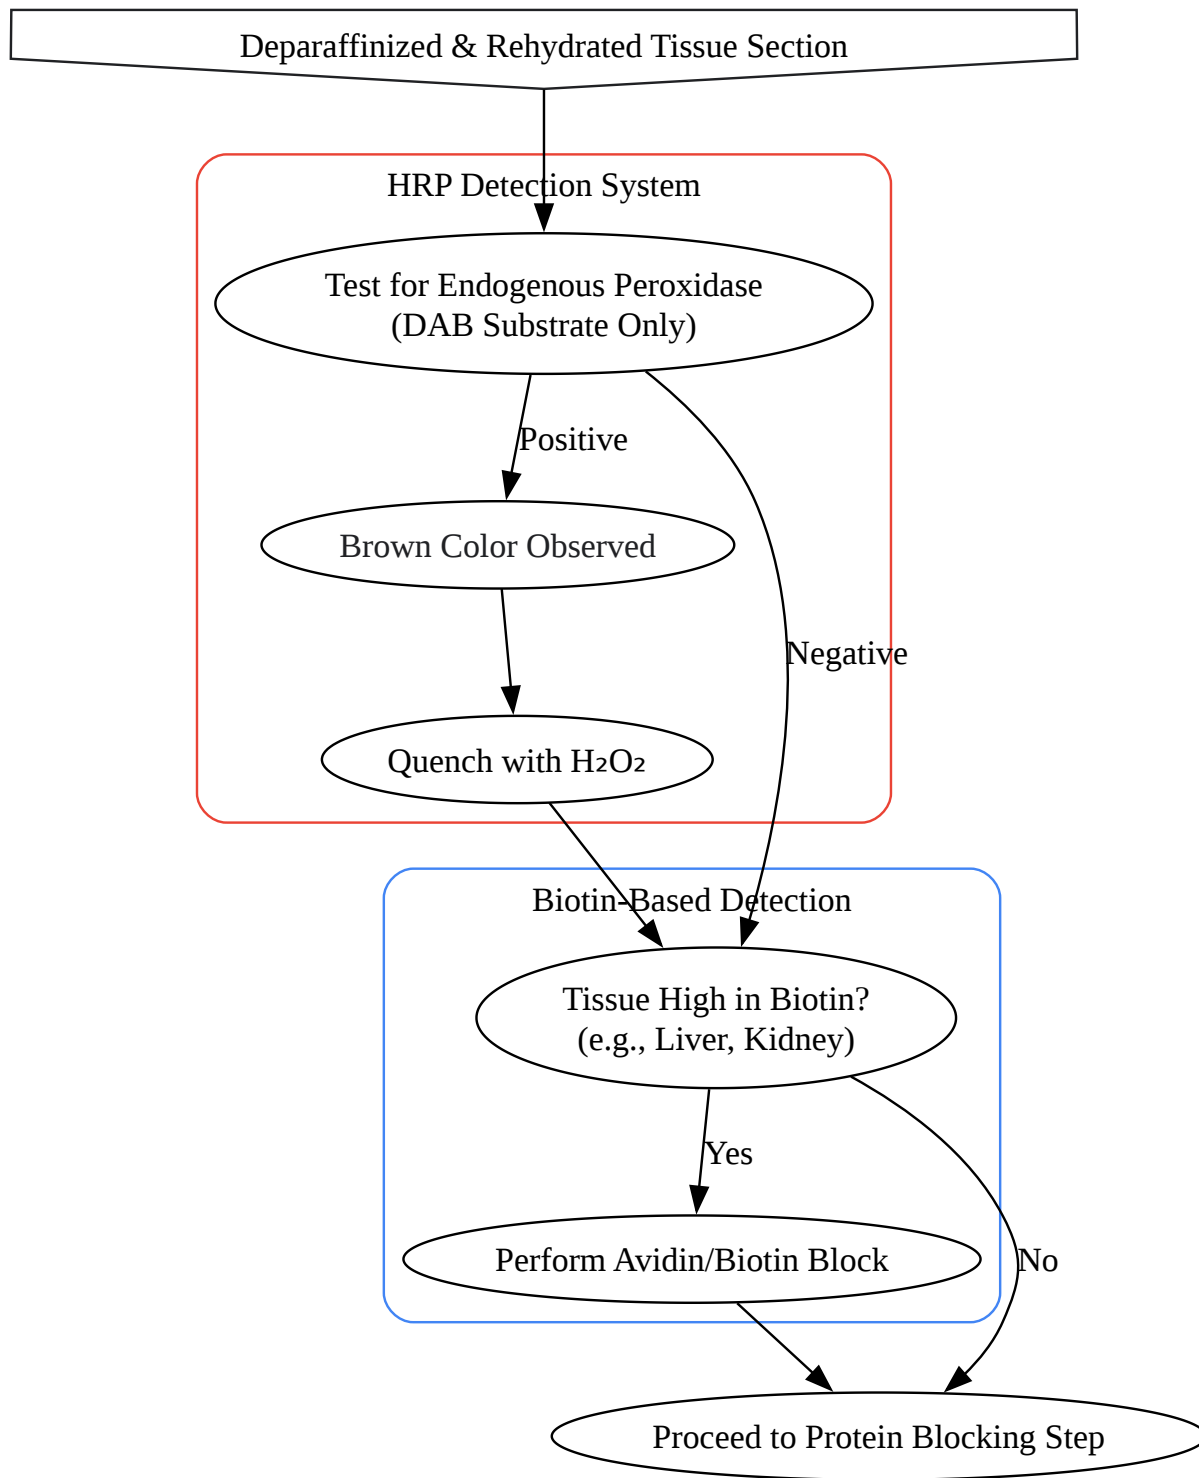 Deparaffinized & Rehydrated Tissue Section
HRP Detection System
Test for Endogenous Peroxidase
(DAB Substrate Only)
Positive
Brown Color Observed
Negative
Quench with H₂O₂
Biotin-Based Detection
Tissue High in Biotin?
(e.g., Liver, Kidney)
Yes
Perform Avidin/Biotin Block
No
Proceed to Protein Blocking Step